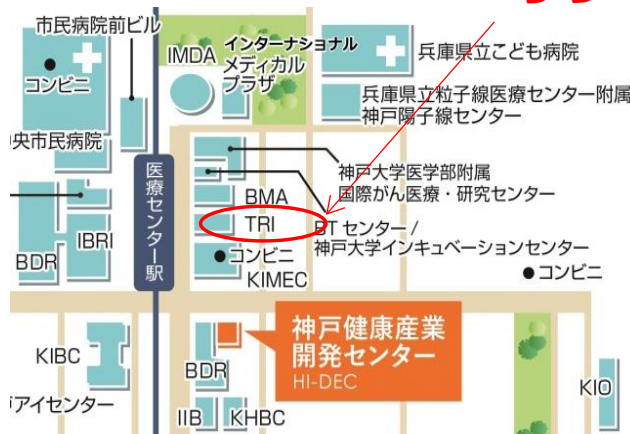 市民病院前ビル
コンビニ
央市民病院
IMDA
インターナショナル
メディカル
プラザ
兵庫県立こども病院
兵庫県立粒子線医療センター附属
神戸陽子線センター
神戸大学医学部附属
国際がん医療・研究センター
医療センター駅
BMA
TRI
BTセンター/
神戸大学インキュベーションセンター
IBRI
BDR
コンビニ
KIMEC
コンビニ
神戸健康産業
開発センター
HI-DEC
KIBC
アイセンター
BDR
IIB
KHBC
KIO